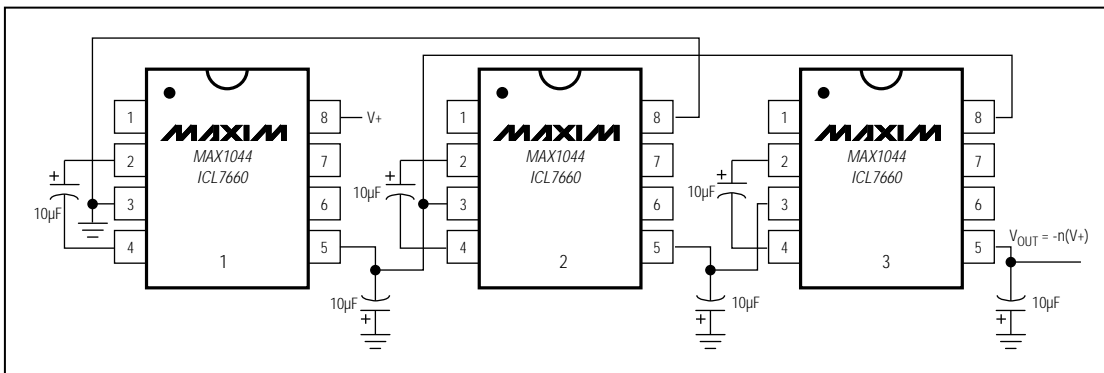 1
2
3
4
8
7
6
5
V+
MAXIM
MAX1044
ICL7660
1
+
10µF
10µF
+
1
2
3
4
8
7
6
5
MAXIM
MAX1044
ICL7660
2
+
10µF
10µF
+
1
2
3
4
8
7
6
5
MAXIM
MAX1044
ICL7660
3
+
10µF
VOUT = -n(V+)
10µF
+